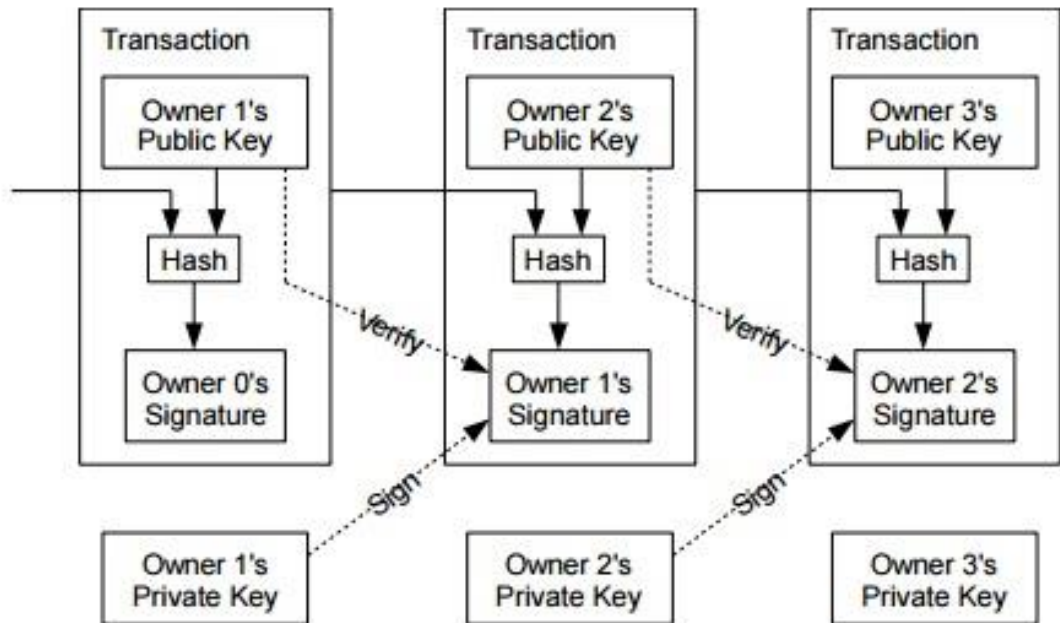 Transaction
Owner 1's
Public Key
Hash
Owner 0's
Signature
Transaction
Owner 2's
Public Key
Hash
Verify
Owner 1's
Signature
Transaction
Owner 3's
Public Key
Hash
Verify
Owner 2's
Signature
Sign
Sign
Owner 1's
Private Key
Owner 2's
Private Key
Owner 3's
Private Key